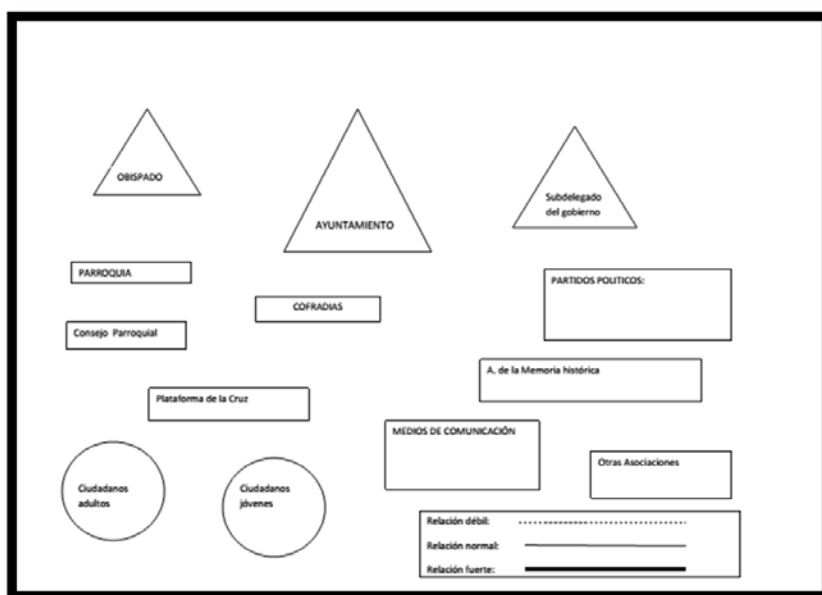 OBISPADO
AYUNTAMIENTO
Subdelegado
del gobierno
PARROQUIA
PARTIDOS POLITICOS:
COFRADIAS
Consejo Parroquial
A. de la Memoria histórica
Plataforma de la Cruz
MEDIOS DE COMUNICACIÓN
Otras Asociaciones
Ciudadanos
adultos
Ciudadanos
jóvenes
Relación débil:
Relación normal:
Relación fuerte: